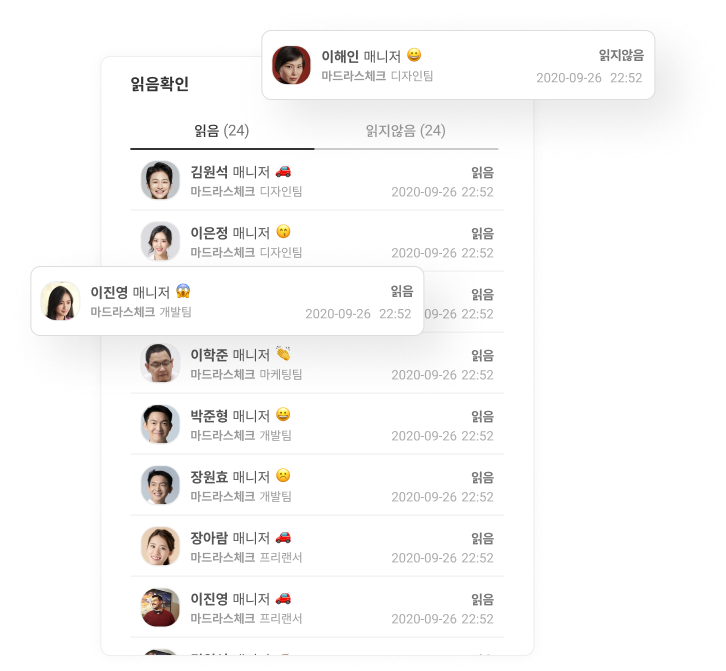 이해인 매니저 😀 읽지않음
마드라스체크 디자인팀 2020-09-26 22:52
읽음확인
읽음 (24) 읽지않음 (24)
김원석 매니저 🚗 읽음
마드라스체크 디자인팀 2020-09-26 22:52
이은정 매니저 😙 읽음
마드라스체크 디자인팀 2020-09-26 22:52
이진영 매니저 😱 읽음
마드라스체크 개발팀 2020-09-26 22:52
읽음
09-26 22:52
이학준 매니저 👏 읽음
마드라스체크 마케팅팀 2020-09-26 22:52
박준형 매니저 😀 읽음
마드라스체크 개발팀 2020-09-26 22:52
장원효 매니저 🙁 읽음
마드라스체크 개발팀 2020-09-26 22:52
장아람 매니저 🚗 읽음
마드라스체크 프리랜서 2020-09-26 22:52
이진영 매니저 🚗 읽음
마드라스체크 프리랜서 2020-09-26 22:52